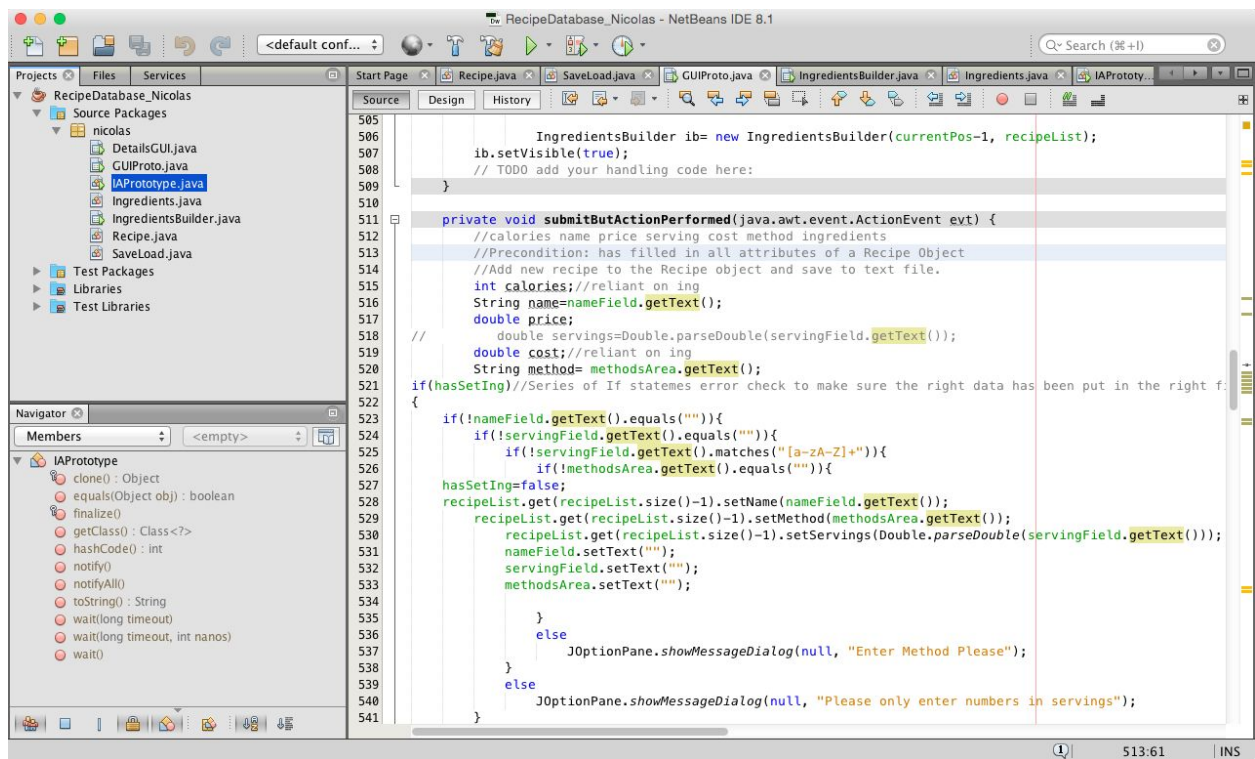 RecipeDatabase_Nicolas - NetBeans IDE 8.1
<default conf...
Search (⌘+I)
Projects
Files
Services
Start Page
Recipe.java
SaveLoad.java
GUIProto.java
IngredientsBuilder.java
Ingredients.java
IAPrototy...
RecipeDatabase_Nicolas
Source Packages
nicolas
DetailsGUI.java
GUIProto.java
IAPrototype.java
Ingredients.java
IngredientsBuilder.java
Recipe.java
SaveLoad.java
Test Packages
Libraries
Test Libraries
Navigator
Members
<empty>
IAPrototype
clone() : Object
equals(Object obj) : boolean
finalize()
getClass() : Class<?>
hashCode() : int
notify()
notifyAll()
toString() : String
wait(long timeout)
wait(long timeout, int nanos)
wait()
Source
Design
History
505
506 IngredientsBuilder ib= new IngredientsBuilder(currentPos-1, recipeList);
507 ib.setVisible(true);
508 // TODO add your handling code here:
509 }
510
511 private void submitButActionPerformed(java.awt.event.ActionEvent evt) {
512 //calories name price serving cost method ingredients
513 //Precondition: has filled in all attributes of a Recipe Object
514 //Add new recipe to the Recipe object and save to text file.
515 int calories;//reliant on ing
516 String name=nameField.getText();
517 double price;
518 // double servings=Double.parseDouble(servingField.getText());
519 double cost;//reliant on ing
520 String method= methodsArea.getText();
521 if(hasSetIng)//Series of If statemes error check to make sure the right data has been put in the right f
522 {
523 if(!nameField.getText().equals("")){
524 if(!servingField.getText().equals("")){
525 if(!servingField.getText().matches("[a-zA-Z]+")){
526 if(!methodsArea.getText().equals("")){
527 hasSetIng=false;
528 recipeList.get(recipeList.size()-1).setName(nameField.getText());
529 recipeList.get(recipeList.size()-1).setMethod(methodsArea.getText());
530 recipeList.get(recipeList.size()-1).setServings(Double.parseDouble(servingField.getText()));
531 nameField.setText("");
532 servingField.setText("");
533 methodsArea.setText("");
534
535 }
536 else
537 JOptionPane.showMessageDialog(null, "Enter Method Please");
538 }
539 else
540 JOptionPane.showMessageDialog(null, "Please only enter numbers in servings");
541 }
1
513:61
INS